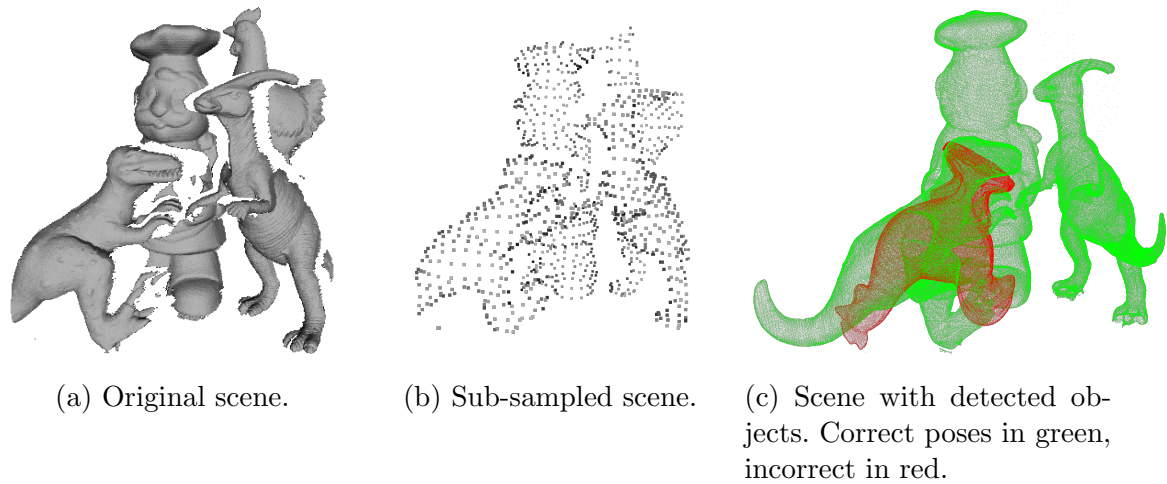 (a) Original scene.
(b) Sub-sampled scene.
(c) Scene with detected ob-
jects. Correct poses in green,
incorrect in red.